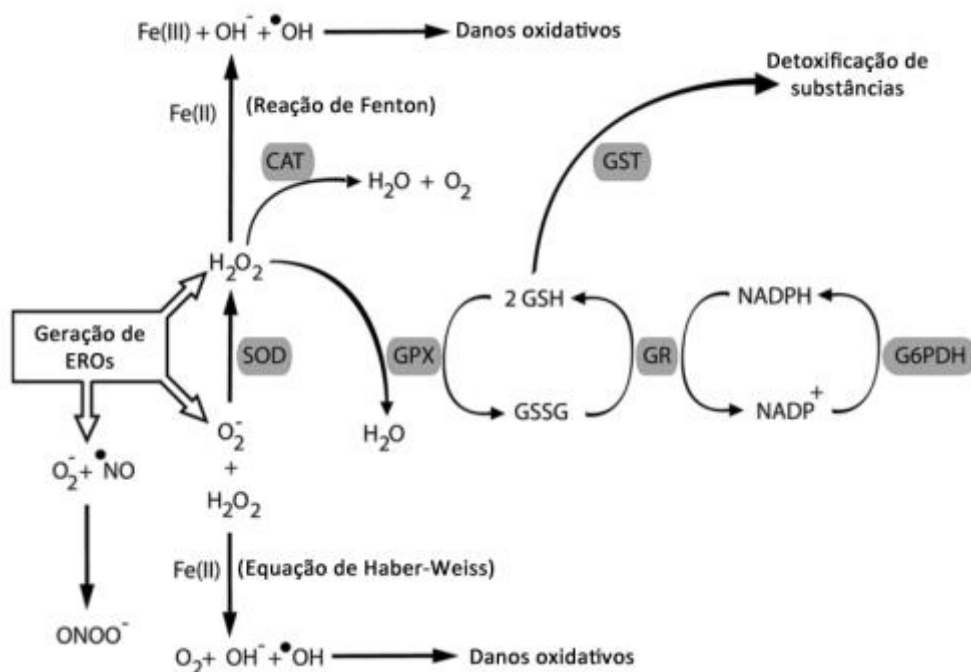 Fe(III) + OH⁻ + •OH
Danos oxidativos
Detoxificação de
substâncias
Fe(II)
(Reação de Fenton)
CAT
GST
H₂O + O₂
H₂O₂
2 GSH
NADPH
Geração de
EROs
SOD
GPX
GR
G6PDH
GSSG
NADP⁺
O₂⁻
H₂O
O₂⁻ + •NO
+
H₂O₂
Fe(II)
(Equação de Haber-Weiss)
ONOO⁻
O₂ + OH⁻ + •OH
Danos oxidativos